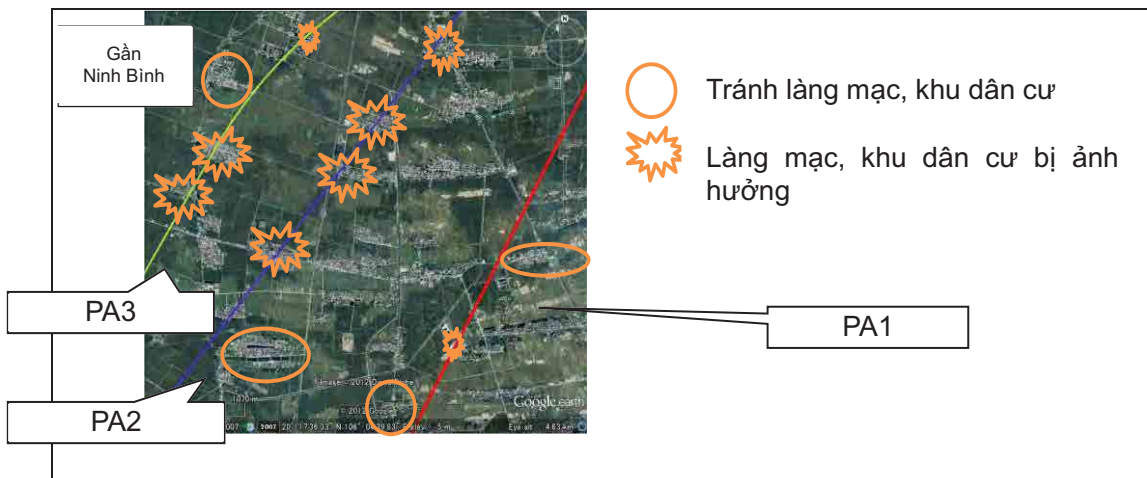 Gần
Ninh Bình
Tránh làng mạc, khu dân cư
Làng mạc, khu dân cư bị ảnh
hưởng
PA3
PA1
PA2
Google earth